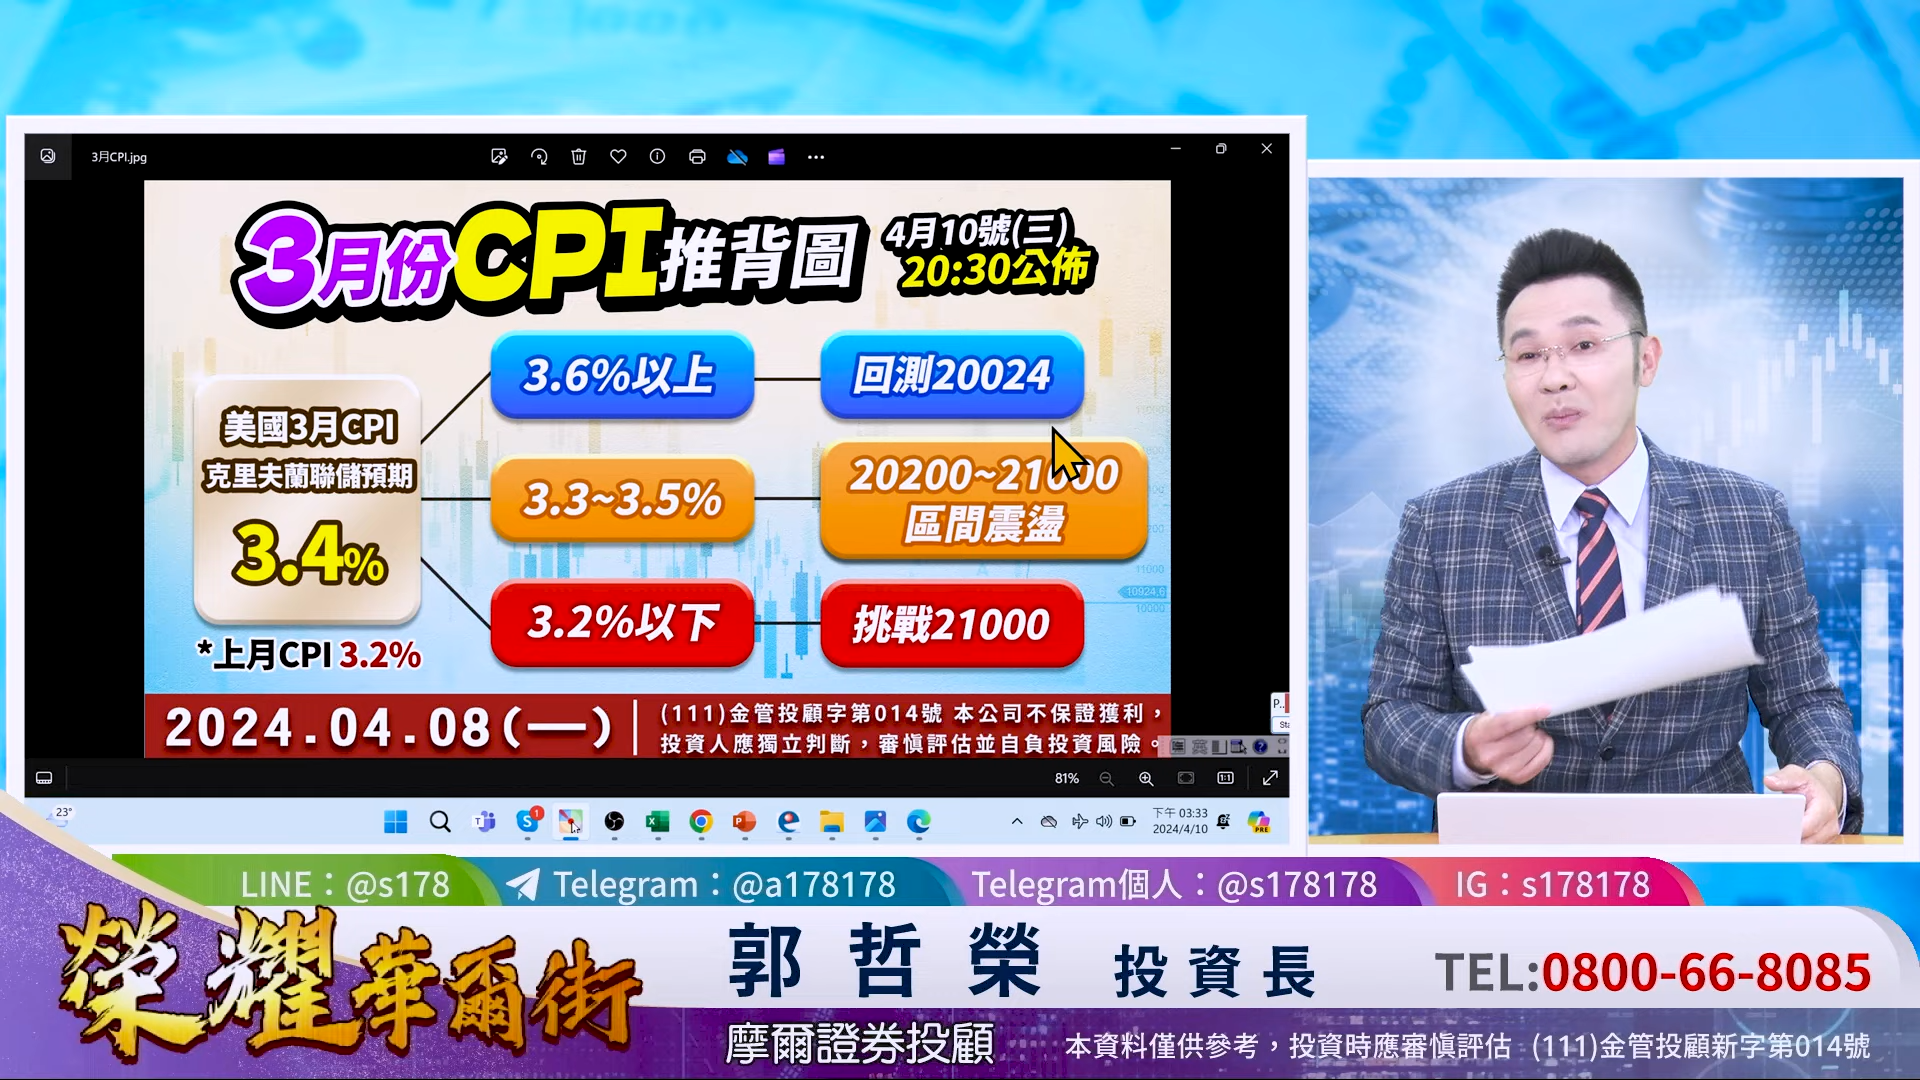 3月CPI.jpg
3月份CPI推背圖
4月10號(三)
20:30公佈
美國3月CPI
克里夫蘭聯儲預期
3.4%
*上月CPI 3.2%
3.6%以上
回測20024
3.3~3.5%
20200~21000
區間震盪
3.2%以下
挑戰21000
11000
10924.6
10000
2024.04.08(一)
(111)金管投顧字第014號 本公司不保證獲利,
投資人應獨立判斷,審慎評估並自負投資風險。
P..
Sta
81%
23°
下午 03:33
2024/4/10
LINE:@s178
Telegram:@a178178
Telegram個人:@s178178
IG:s178178
榮耀華爾街
郭哲榮 投資長
TEL:0800-66-8085
摩爾證券投顧
本資料僅供參考,投資時應審慎評估 (111)金管投顧新字第014號